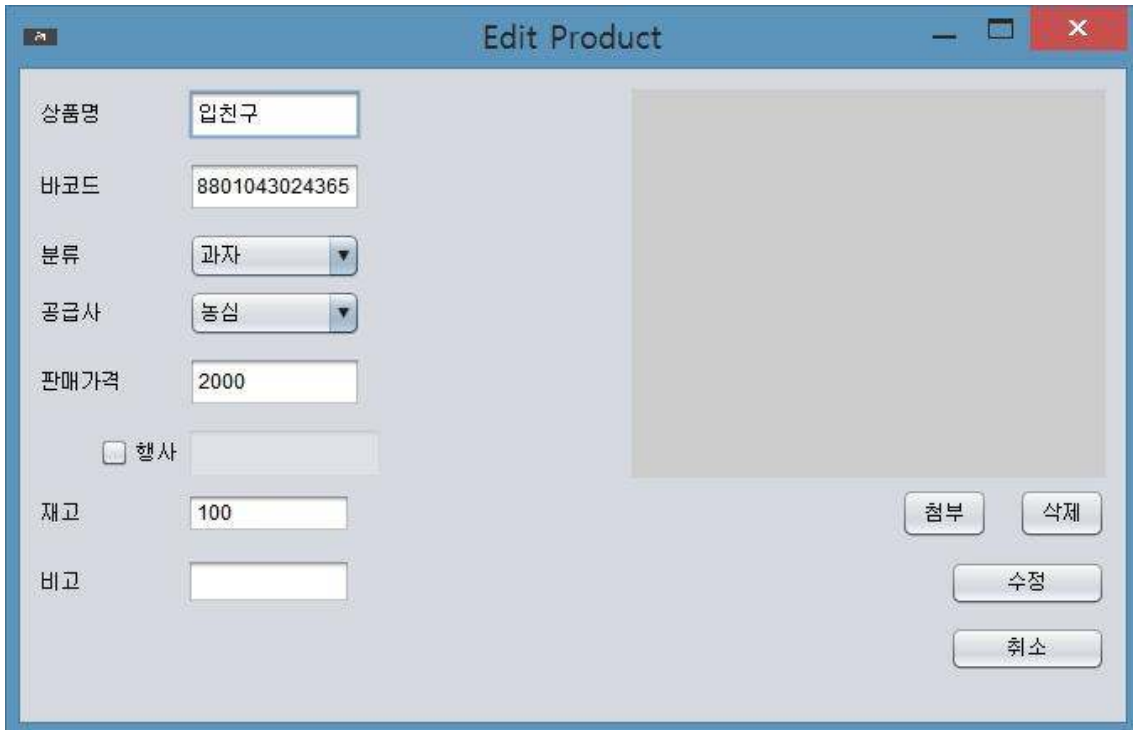 Edit Product
상품명 입친구
바코드 8801043024365
분류 과자
공급사 농심
판매가격 2000
행사
재고 100
첨부 삭제
비고
수정
취소